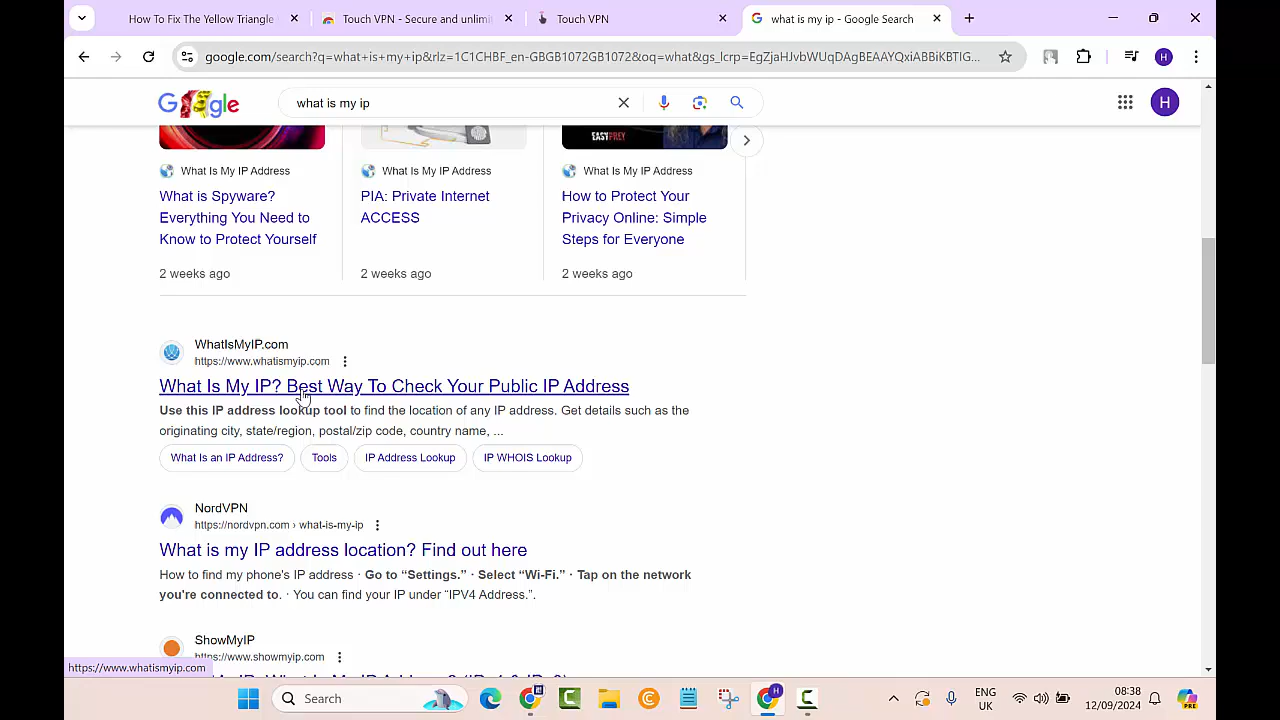 How To Fix The Yellow Triangle
Touch VPN - Secure and unlimi
Touch VPN
what is my ip - Google Search
google.com/search?q=what+is+my+ip&rlz=1C1CHBF_en-GBGB1072GB1072&oq=what&gs_lcrp=EgZjaHJvbWUqDAgBEAAYQxiABBiKBTIG...
H
Google
what is my ip
H
EASY PREY
What Is My IP Address
What Is My IP Address
What Is My IP Address
What is Spyware?
Everything You Need to
Know to Protect Yourself
PIA: Private Internet
ACCESS
How to Protect Your
Privacy Online: Simple
Steps for Everyone
2 weeks ago
2 weeks ago
2 weeks ago
WhatIsMyIP.com
https://www.whatismyip.com
What Is My IP? Best Way To Check Your Public IP Address
Use this IP address lookup tool to find the location of any IP address. Get details such as the
originating city, state/region, postal/zip code, country name, ...
What Is an IP Address?
Tools
IP Address Lookup
IP WHOIS Lookup
NordVPN
https://nordvpn.com › what-is-my-ip
What is my IP address location? Find out here
How to find my phone's IP address · Go to “Settings.” · Select “Wi-Fi.” · Tap on the network
you're connected to. · You can find your IP under “IPV4 Address.”.
ShowMyIP
https://www.showmyip.com
https://www.whatismyip.com
Search
H
ENG
UK
08:38
12/09/2024
PRE